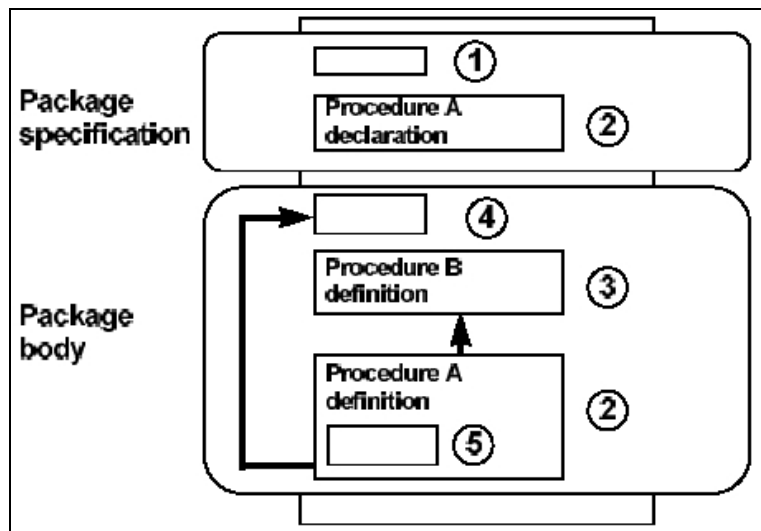 1
Package
specification
Procedure A
declaration
2
4
Procedure B
definition
3
Package
body
Procedure A
definition
2
5